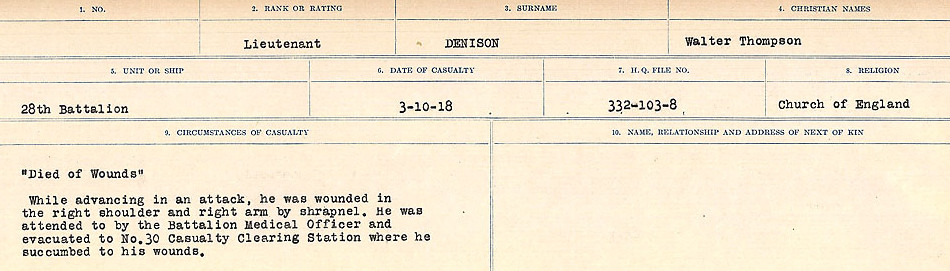 1. NO. 2. RANK OR RATING 3. SURNAME 4. CHRISTIAN NAMES
Lieutenant DENISON Walter Thompson
5. UNIT OR SHIP 6. DATE OF CASUALTY 7. H.Q. FILE NO. 8. RELIGION
28th Battalion 3-10-18 332-103-8 Church of England
9. CIRCUMSTANCES OF CASUALTY 10. NAME, RELATIONSHIP AND ADDRESS OF NEXT OF KIN
"Died of Wounds"
While advancing in an attack, he was wounded in
the right shoulder and right arm by shrapnel. He was
attended to by the Battalion Medical Officer and
evacuated to No.30 Casualty Clearing Station where he
succumbed to his wounds.